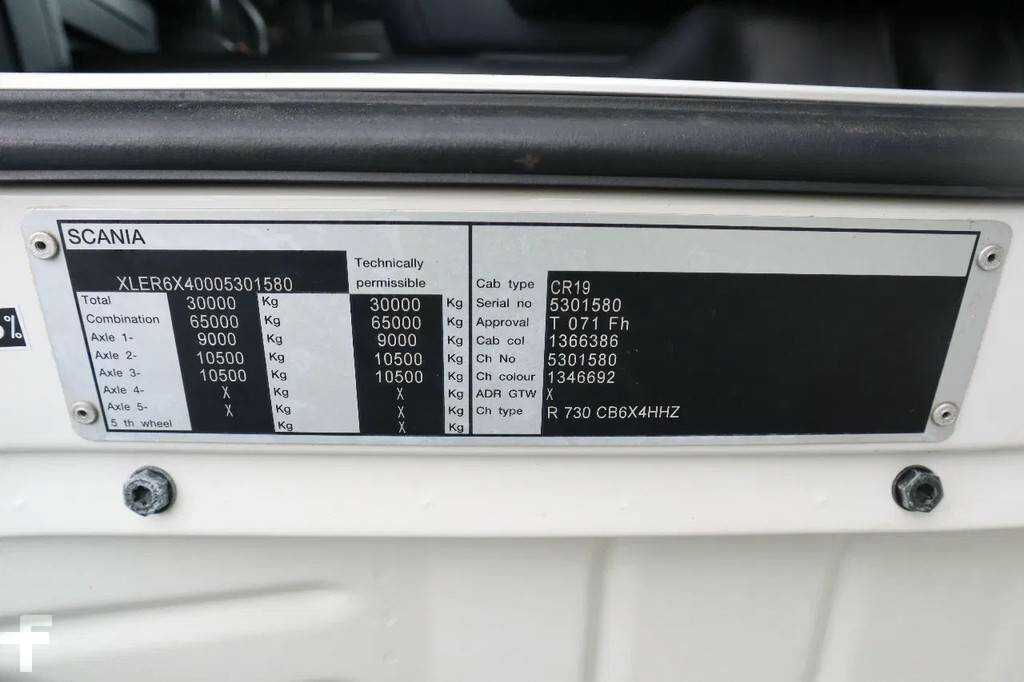 SCANIA
Technically
permissible
XLER6X40005301580
Total 30000 Kg 30000 Kg
Combination 65000 Kg 65000 Kg
Axle 1- 9000 Kg 9000 Kg
Axle 2- 10500 Kg 10500 Kg
Axle 3- 10500 Kg 10500 Kg
Axle 4- X Kg X Kg
Axle 5- X Kg X Kg
5 th wheel Kg X Kg
Cab type CR19
Serial no 5301580
Approval T 071 Fh
Cab col 1366386
Ch No 5301580
Ch colour 1346692
ADR GTW X
Ch type R 730 CB6X4HHZ
%
F